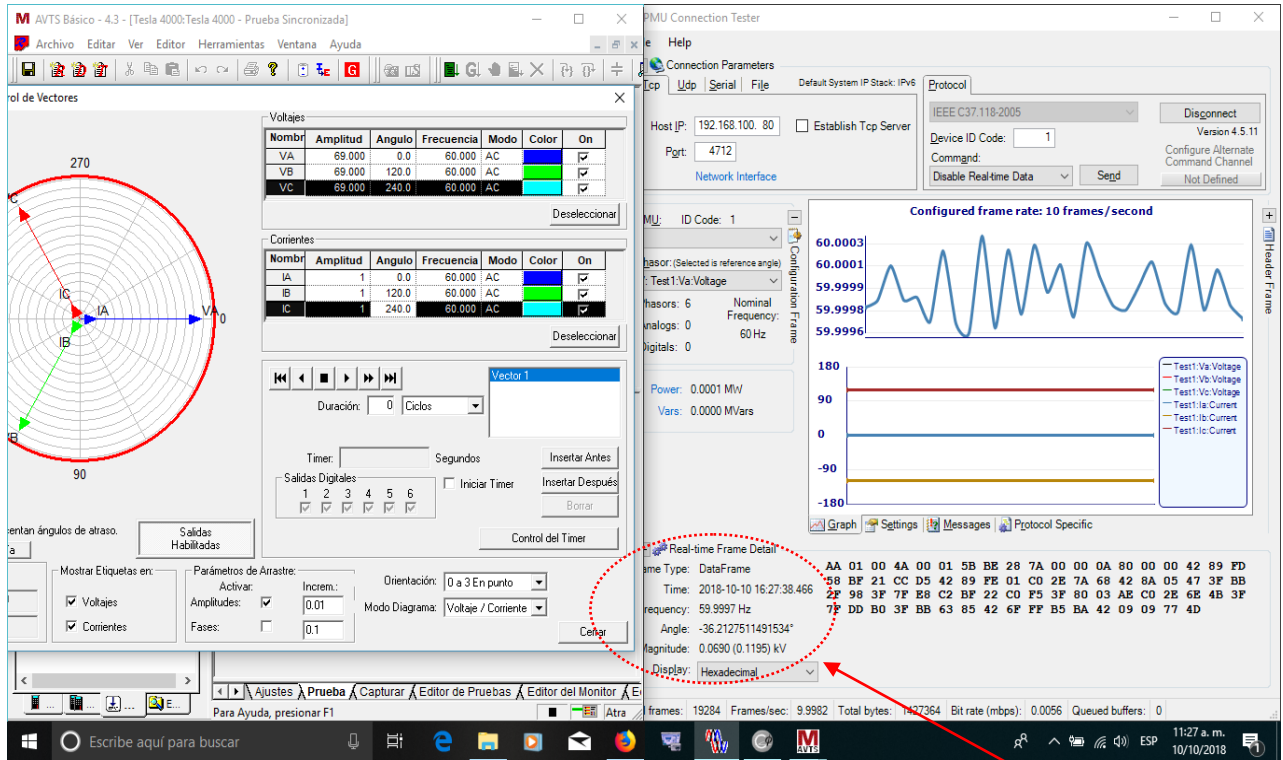 AVTS Básico - 4.3 - [Tesla 4000:Tesla 4000 - Prueba Sincronizada]
Archivo Editar Ver Editor Herramientas Ventana Ayuda
rol de Vectores
270
VC
IC
IA
VA
0
IB
VB
90
Voltajes
Nombr Amplitud Angulo Frecuencia Modo Color On
VA 69.000 0.0 60.000 AC
VB 69.000 120.0 60.000 AC
VC 69.000 240.0 60.000 AC
Deseleccionar
Corrientes
Nombr Amplitud Angulo Frecuencia Modo Color On
IA 1 0.0 60.000 AC
IB 1 120.0 60.000 AC
IC 1 240.0 60.000 AC
Deseleccionar
Vector 1
Duración: 0 Ciclos
Timer: Segundos
Insertar Antes
Salidas Digitales
1 2 3 4 5 6
Iniciar Timer
Insertar Después
Borrar
Control del Timer
entan ángulos de atraso.
Salidas Habilitadas
Mostrar Etiquetas en:
Voltajes
Corrientes
Parámetros de Arrastre:
Activar: Increm.:
Amplitudes: 0.01
Fases: 0.1
Orientación: 0 a 3 En punto
Modo Diagrama: Voltaje / Corriente
Cerrar
Ajustes Prueba Capturar Editor de Pruebas Editor del Monitor
Para Ayuda, presionar F1
Atra
PMU Connection Tester
Help
Connection Parameters
Tcp Udp Serial File
Default System IP Stack: IPv6
Host IP: 192.168.100. 80
Establish Tcp Server
Port: 4712
Network Interface
Protocol
IEEE C37.118-2005
Device ID Code: 1
Command:
Disable Real-time Data
Send
Disconnect
Version 4.5.11
Configure Alternate
Command Channel
Not Defined
MU: ID Code: 1
hasor: (Selected is reference angle)
: Test1:Va:Voltage
hasors: 6
Nominal Frequency:
60 Hz
nalogs: 0
igitals: 0
Power: 0.0001 MW
Vars: 0.0000 MVars
Configuration Frame
Header Frame
Configured frame rate: 10 frames/second
60.0003
60.0001
59.9999
59.9998
59.9996
180
90
0
-90
-180
Test1:Va:Voltage
Test1:Vb:Voltage
Test1:Vc:Voltage
Test1:Ia:Current
Test1:Ib:Current
Test1:Ic:Current
Graph Settings Messages Protocol Specific
Real-time Frame Detail
ame Type: DataFrame
Time: 2018-10-10 16:27:38.466
requency: 59.9997 Hz
Angle: -36.2127511491534°
Magnitude: 0.0690 (0.1195) kV
Display: Hexadecimal
AA 01 00 4A 00 01 5B BE 28 7A 00 00 0A 80 00 00 42 89 FD
58 BF 21 CC D5 42 89 FE 01 C0 2E 7A 68 42 8A 05 47 3F BB
2F 98 3F 7F E8 C2 BF 22 C0 F5 3F 80 03 AE C0 2E 6E 4B 3F
7F DD B0 3F BB 63 85 42 6F FF B5 BA 42 09 09 77 4D
frames: 19284 Frames/sec: 9.9982 Total bytes: 1427364 Bit rate (mbps): 0.0056 Queued buffers: 0
Escribe aquí para buscar
AVTS
ESP
11:27 a. m.
10/10/2018
1